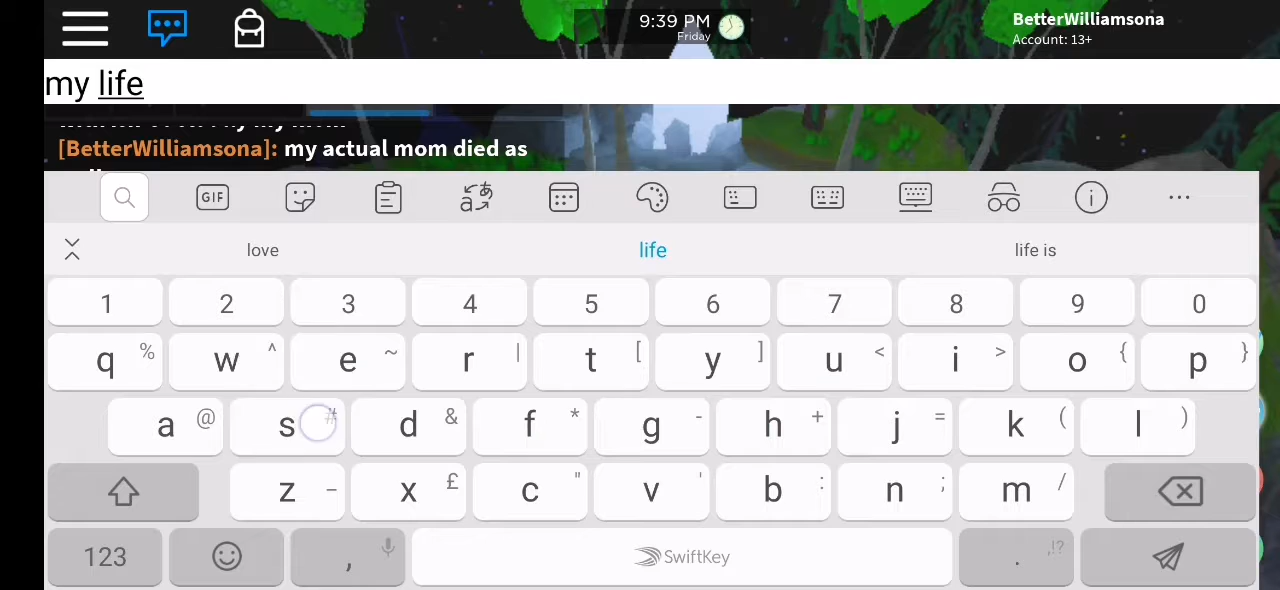 9:39 PM
Friday
BetterWilliamsona
Account: 13+
my life
[BetterWilliamsona]: my actual mom died as
GIF
love life life is
1 2 3 4 5 6 7 8 9 0
q % w ^ e ~ r | t [ y ] u < i > o { p }
a @ s # d & f * g - h + j = k ( l )
z _ x £ c " v ' b : n ; m /
123 , SwiftKey . ,!?